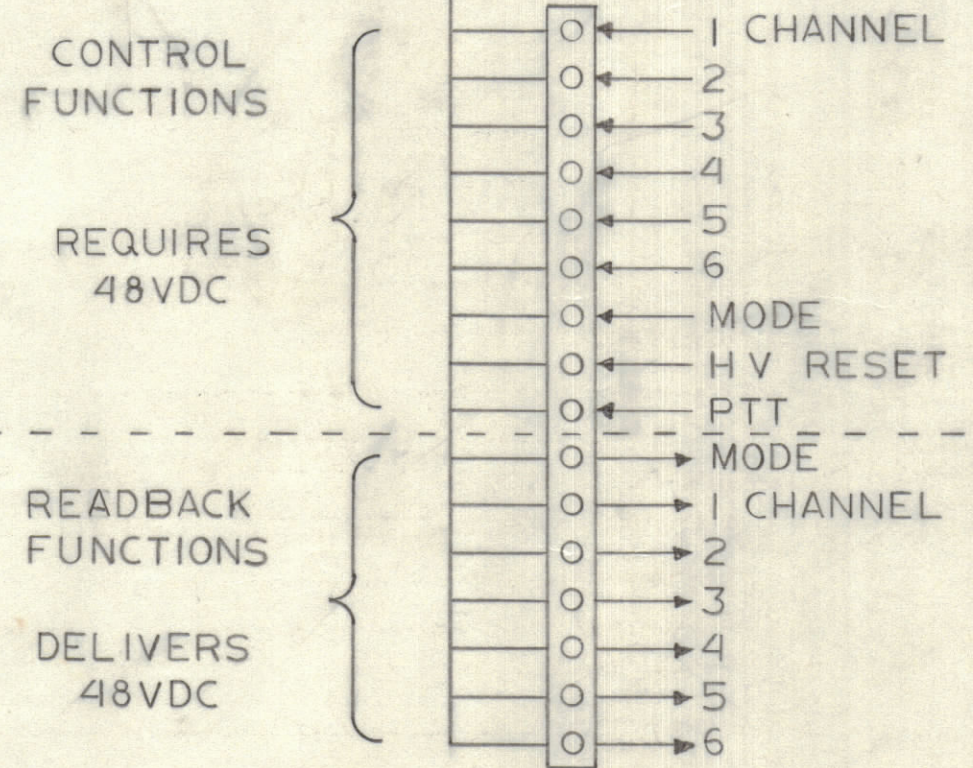 CONTROL
FUNCTIONS
REQUIRES
48VDC
1 CHANNEL
2
3
4
5
6
MODE
HV RESET
PTT
READBACK
FUNCTIONS
DELIVERS
48VDC
MODE
1 CHANNEL
2
3
4
5
6